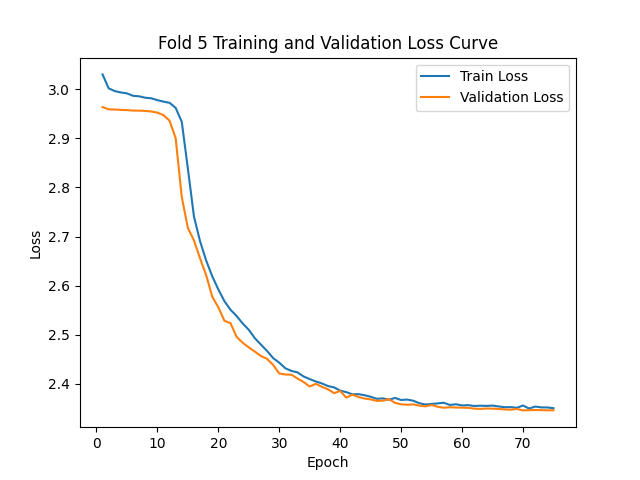 Fold 5 Training and Validation Loss Curve
Train Loss
Validation Loss
3.0
2.9
2.8
2.7
2.6
2.5
2.4
Loss
0 10 20 30 40 50 60 70
Epoch